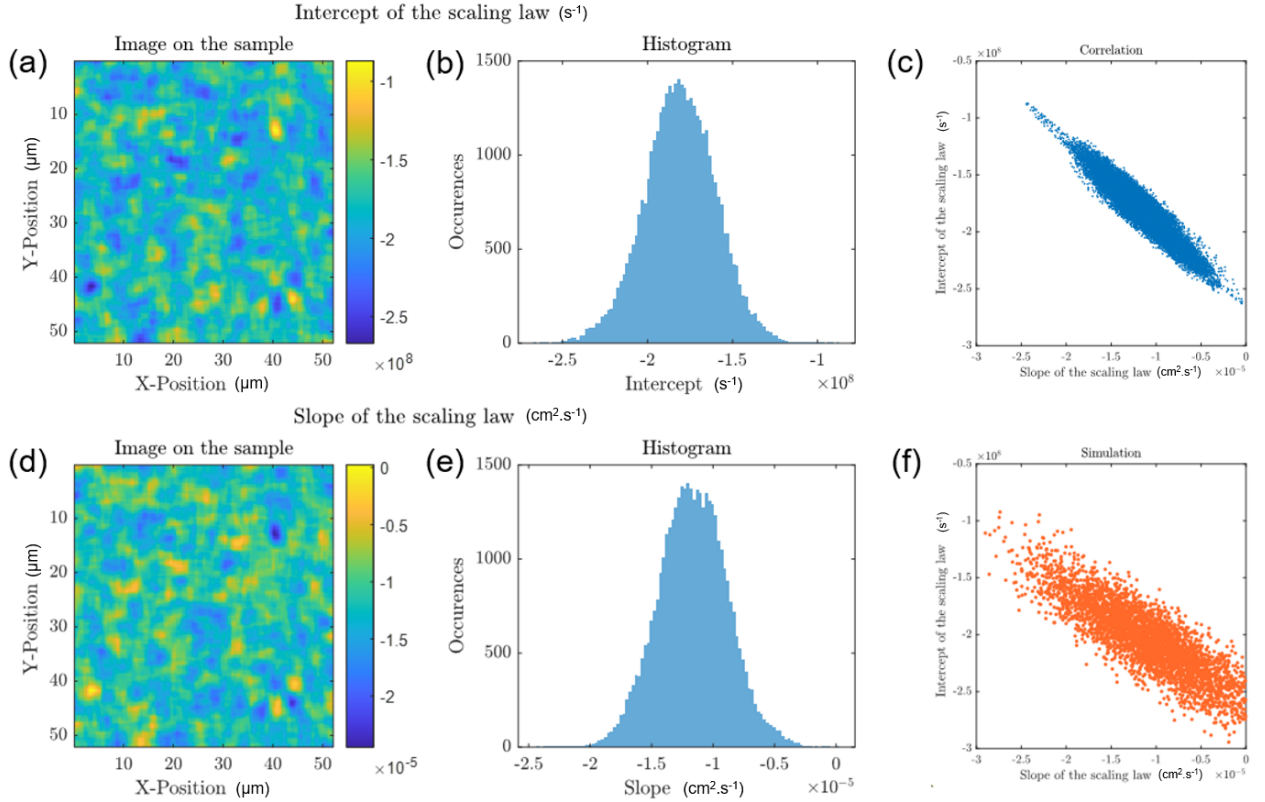 Intercept of the scaling law (s-1)
(a)
Image on the sample
Y-Position (μm)
10
20
30
40
50
10 20 30 40 50
X-Position (μm)
-1
-1.5
-2
-2.5
×10⁸
(b)
Histogram
Occurences
1500
1000
500
0
-2.5 -2 -1.5 -1
Intercept (s-1)
×10⁸
(c)
Correlation
×10⁶
Intercept of the scaling law (s-1)
-0.5
-1
-1.5
-2
-2.5
-3
-3 -2.5 -2 -1.5 -1 -0.5 0
Slope of the scaling law (cm².s-1) ×10⁻⁵
Slope of the scaling law (cm².s-1)
(d)
Image on the sample
Y-Position (μm)
10
20
30
40
50
10 20 30 40 50
X-Position (μm)
0
-0.5
-1
-1.5
-2
×10⁻⁵
(e)
Histogram
Occurences
1500
1000
500
0
-2.5 -2 -1.5 -1 -0.5 0
Slope (cm².s-1)
×10⁻⁵
(f)
Simulation
×10⁶
Intercept of the scaling law (s-1)
-0.5
-1
-1.5
-2
-2.5
-3
-3 -2.5 -2 -1.5 -1 -0.5 0
Slope of the scaling law (cm².s-1) ×10⁻⁵